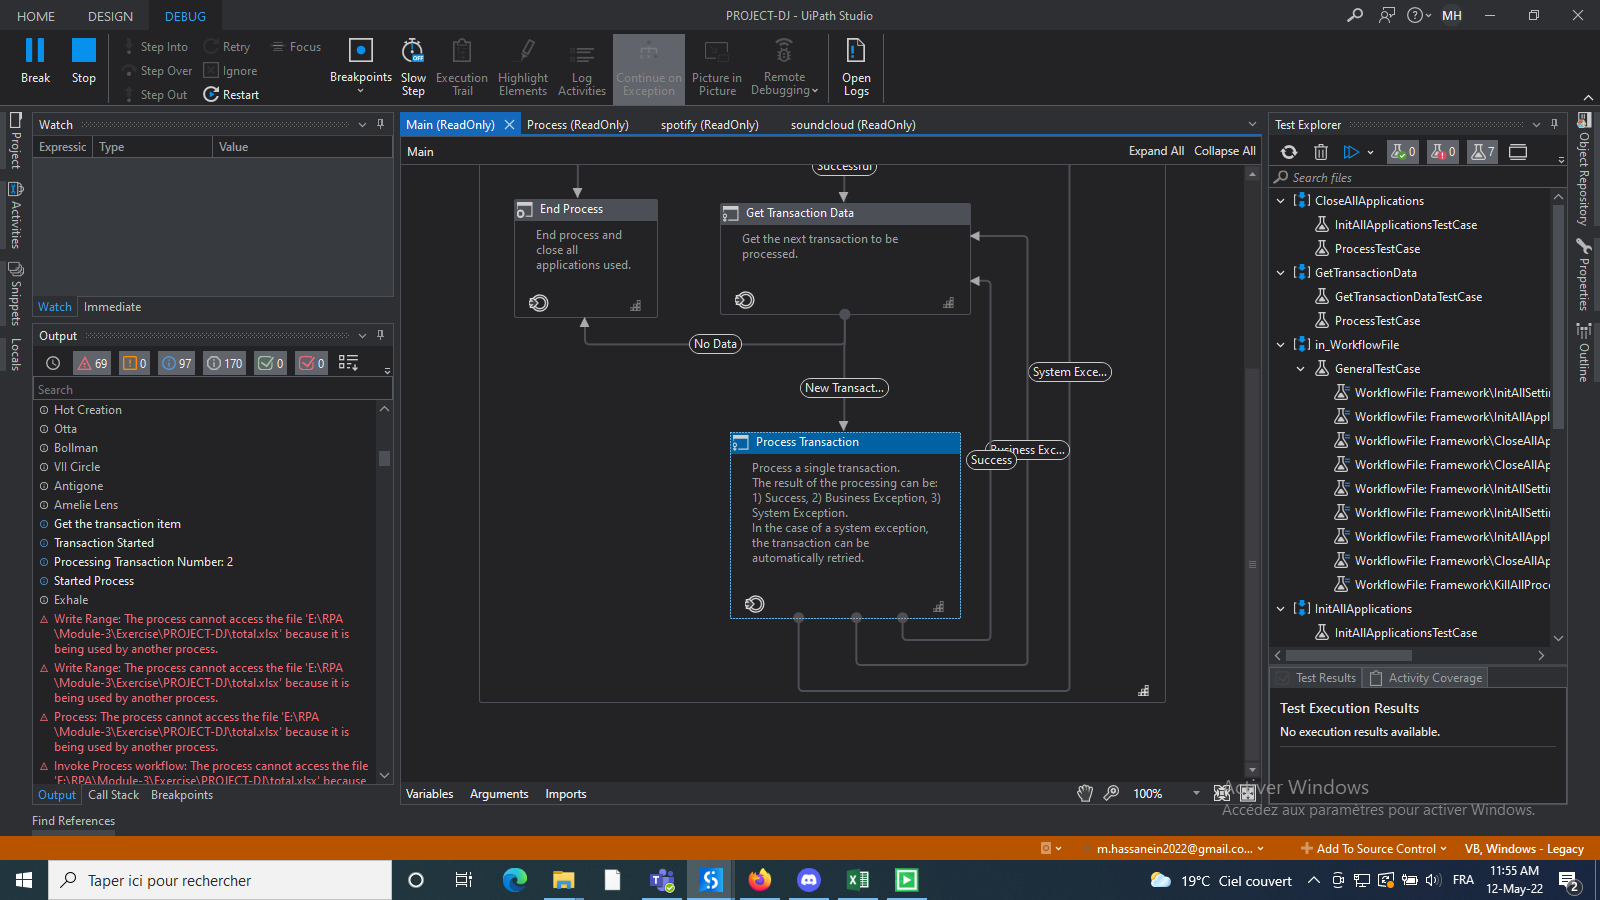 HOME DESIGN DEBUG
PROJECT-DJ - UiPath Studio
MH
Break
Stop
Step Into
Step Over
Step Out
Retry
Ignore
Restart
Focus
Breakpoints
Slow
Step
Execution
Trail
Highlight
Elements
Log
Activities
Continue on
Exception
Picture in
Picture
Remote
Debugging
Open
Logs
Project
Activities
Snippets
Locals
Watch
Expressic Type Value
Watch Immediate
Output
69 0 97 170 0 0
Search
Hot Creation
Otta
Bollman
VII Circle
Antigone
Amelie Lens
Get the transaction item
Transaction Started
Processing Transaction Number: 2
Started Process
Exhale
Write Range: The process cannot access the file 'E:\RPA
\Module-3\Exercise\PROJECT-DJ\total.xlsx' because it is
being used by another process.
Write Range: The process cannot access the file 'E:\RPA
\Module-3\Exercise\PROJECT-DJ\total.xlsx' because it is
being used by another process.
Process: The process cannot access the file 'E:\RPA
\Module-3\Exercise\PROJECT-DJ\total.xlsx' because it is
being used by another process.
Invoke Process workflow: The process cannot access the file
'E:\RPA\Module-3\Exercise\PROJECT-DJ\total.xlsx' because
Output Call Stack Breakpoints
Find References
Main (ReadOnly) Process (ReadOnly) spotify (ReadOnly) soundcloud (ReadOnly)
Main
Expand All Collapse All
Successful
End Process
End process and
close all
applications used.
Get Transaction Data
Get the next transaction to be
processed.
No Data
New Transact...
System Exce...
Business Exc...
Success
Process Transaction
Process a single transaction.
The result of the processing can be:
1) Success, 2) Business Exception, 3)
System Exception.
In the case of a system exception,
the transaction can be
automatically retried.
Variables Arguments Imports
100%
Test Explorer
0 0 7
Search files
CloseAllApplications
InitAllApplicationsTestCase
ProcessTestCase
GetTransactionData
GetTransactionDataTestCase
ProcessTestCase
in_WorkflowFile
GeneralTestCase
WorkflowFile: Framework\InitAllSetti
WorkflowFile: Framework\InitAllAppl
WorkflowFile: Framework\CloseAllAp
WorkflowFile: Framework\CloseAllAp
WorkflowFile: Framework\InitAllSetti
WorkflowFile: Framework\InitAllSetti
WorkflowFile: Framework\InitAllAppl
WorkflowFile: Framework\CloseAllAp
WorkflowFile: Framework\KillAllProc
InitAllApplications
InitAllApplicationsTestCase
Test Results Activity Coverage
Test Execution Results
No execution results available.
Object Repository
Properties
Outline
Activer Windows
Accédez aux paramètres pour activer Windows.
m.hassanein2022@gmail.co...
Add To Source Control
VB, Windows - Legacy
Taper ici pour rechercher
19°C Ciel couvert
FRA
11:55 AM
12-May-22
2